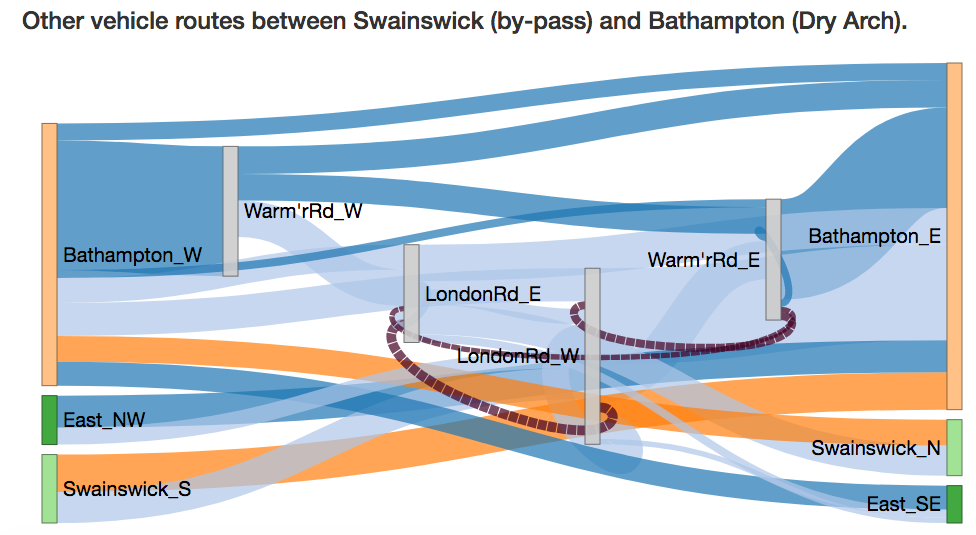 Other vehicle routes between Swainswick (by-pass) and Bathampton (Dry Arch).
Warm'rRd_W
Bathampton_E
Bathampton_W
Warm'rRd_E
LondonRd_E
LondonRd_W
East_NW
Swainswick_N
Swainswick_S
East_SE